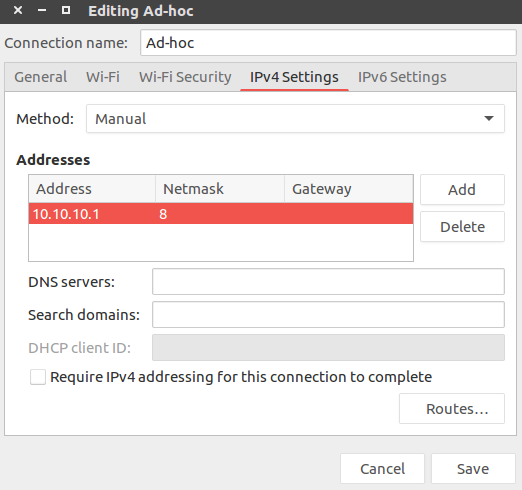 Editing Ad-hoc
Connection name: Ad-hoc
General Wi-Fi Wi-Fi Security IPv4 Settings IPv6 Settings
Method: Manual
Addresses
Address Netmask Gateway Add
10.10.10.1 8
Delete
DNS servers:
Search domains:
DHCP client ID:
Require IPv4 addressing for this connection to complete
Routes...
Cancel Save